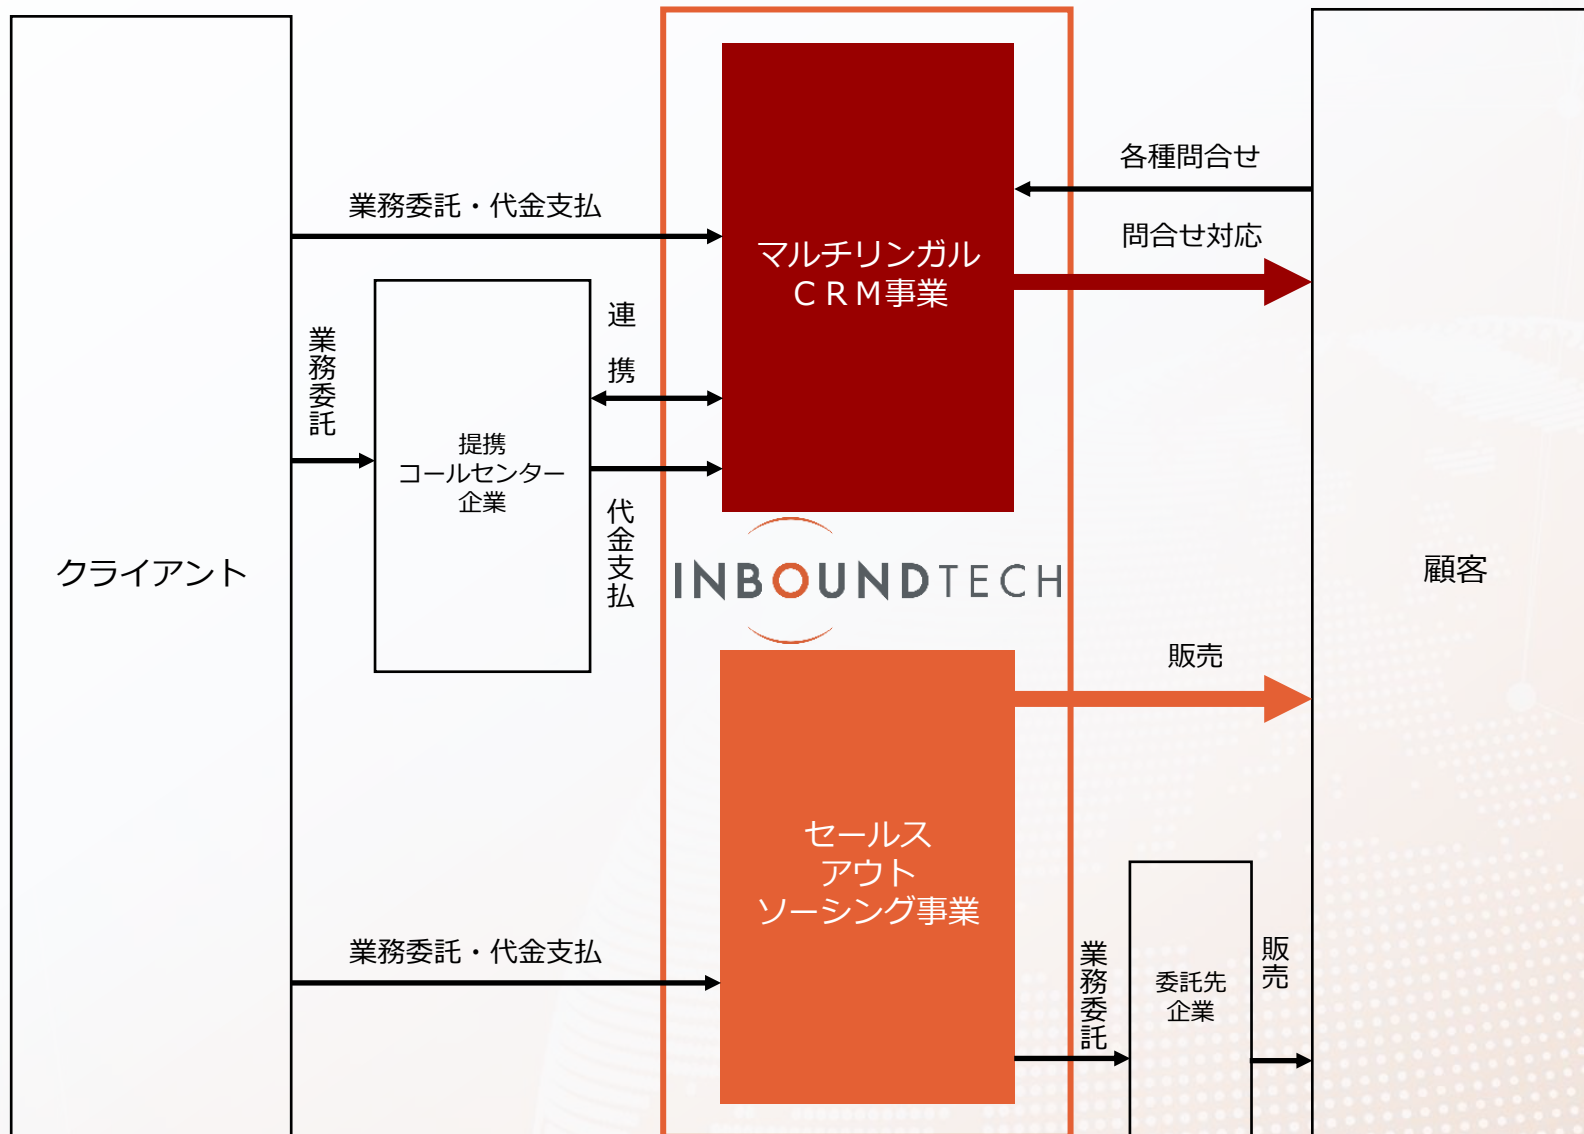 クライアント
業務委託・代金支払
業務委託
提携
コールセンター
企業
連携
代金支払
マルチリンガル
ＣＲＭ事業
INBOUNDTECH
セールス
アウト
ソーシング事業
業務委託・代金支払
各種問合せ
問合せ対応
販売
業務委託
委託先
企業
販売
顧客